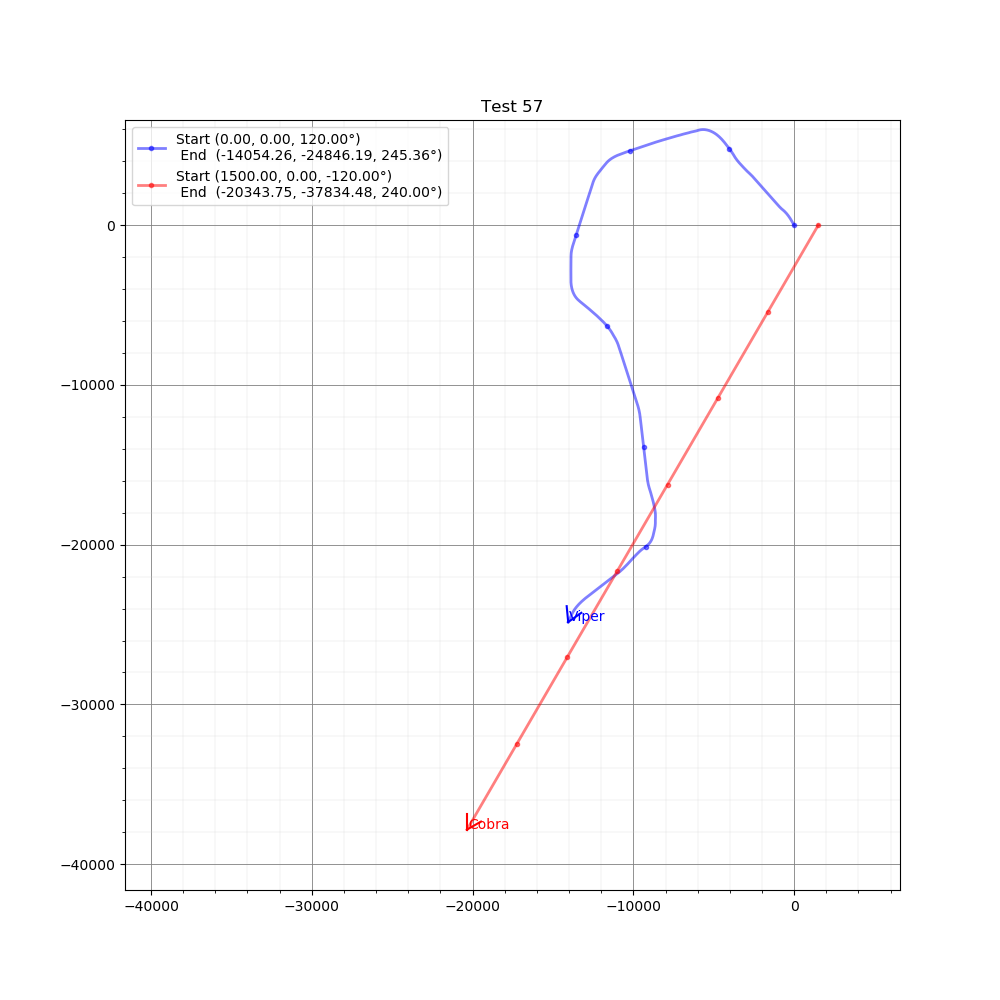 Test 57
Start (0.00, 0.00, 120.00°)
End  (-14054.26, -24846.19, 245.36°)
Start (1500.00, 0.00, -120.00°)
End  (-20343.75, -37834.48, 240.00°)
0
−10000
−20000
−30000
−40000
Viper
Cobra
−40000 −30000 −20000 −10000 0